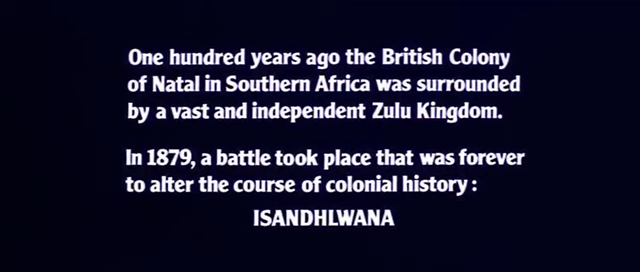 One hundred years ago the British Colony
of Natal in Southern Africa was surrounded
by a vast and independent Zulu Kingdom.
In 1879, a battle took place that was forever
to alter the course of colonial history:
ISANDHLWANA